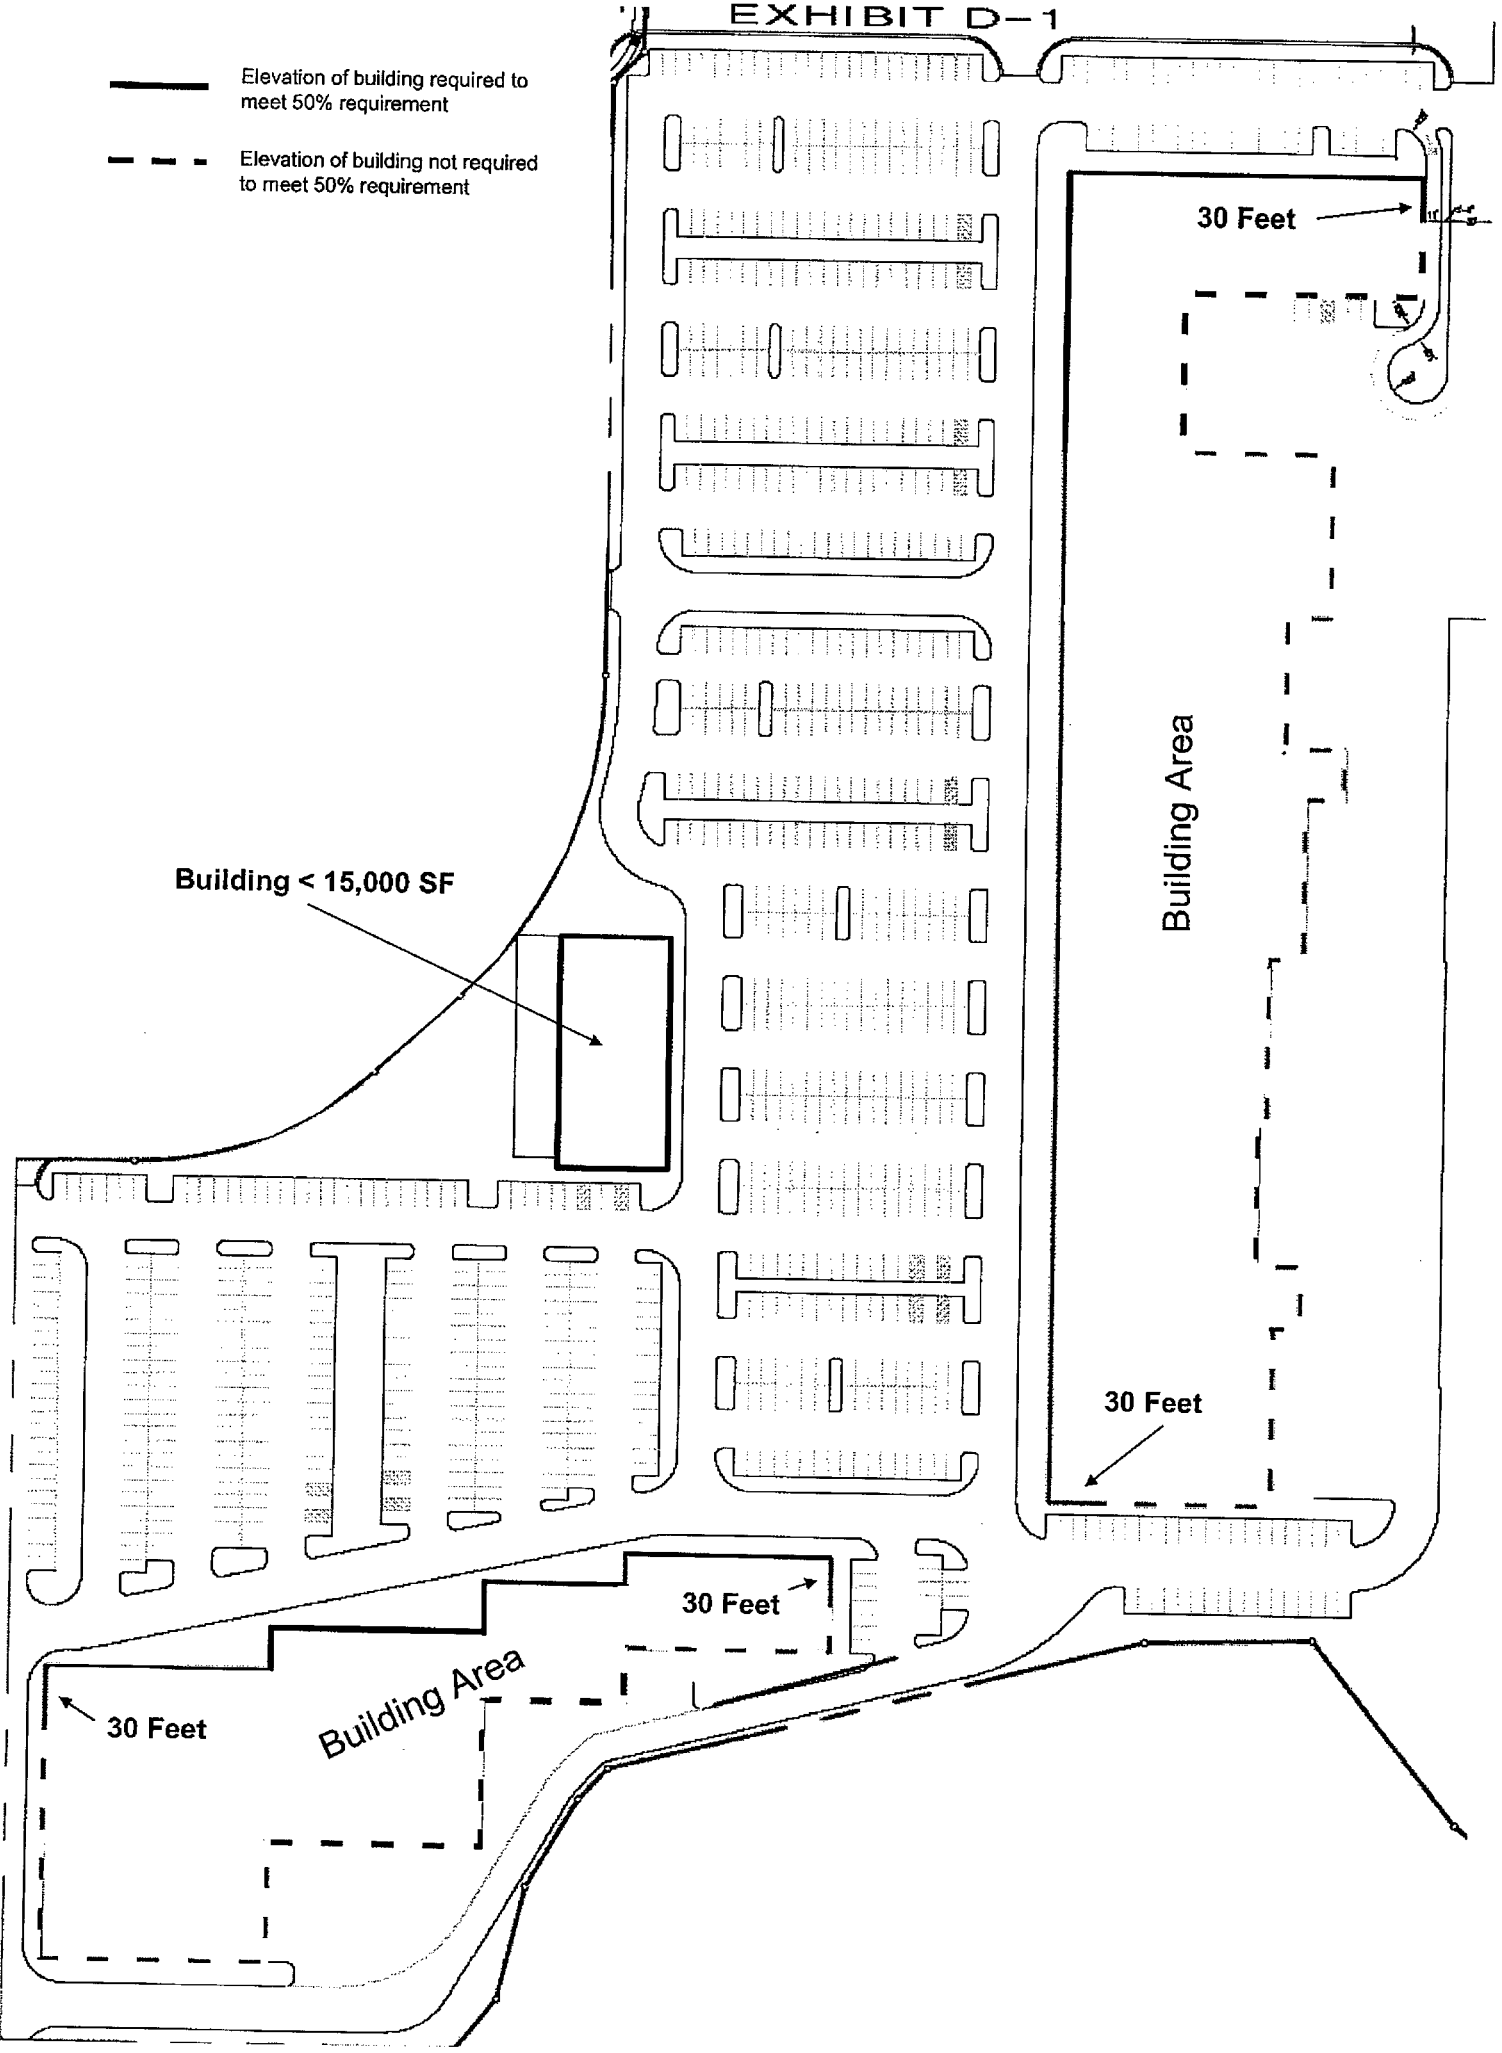 EXHIBIT D-1
Elevation of building required to
meet 50% requirement
Elevation of building not required
to meet 50% requirement
30 Feet
Building Area
Building < 15,000 SF
30 Feet
30 Feet
Building Area
30 Feet